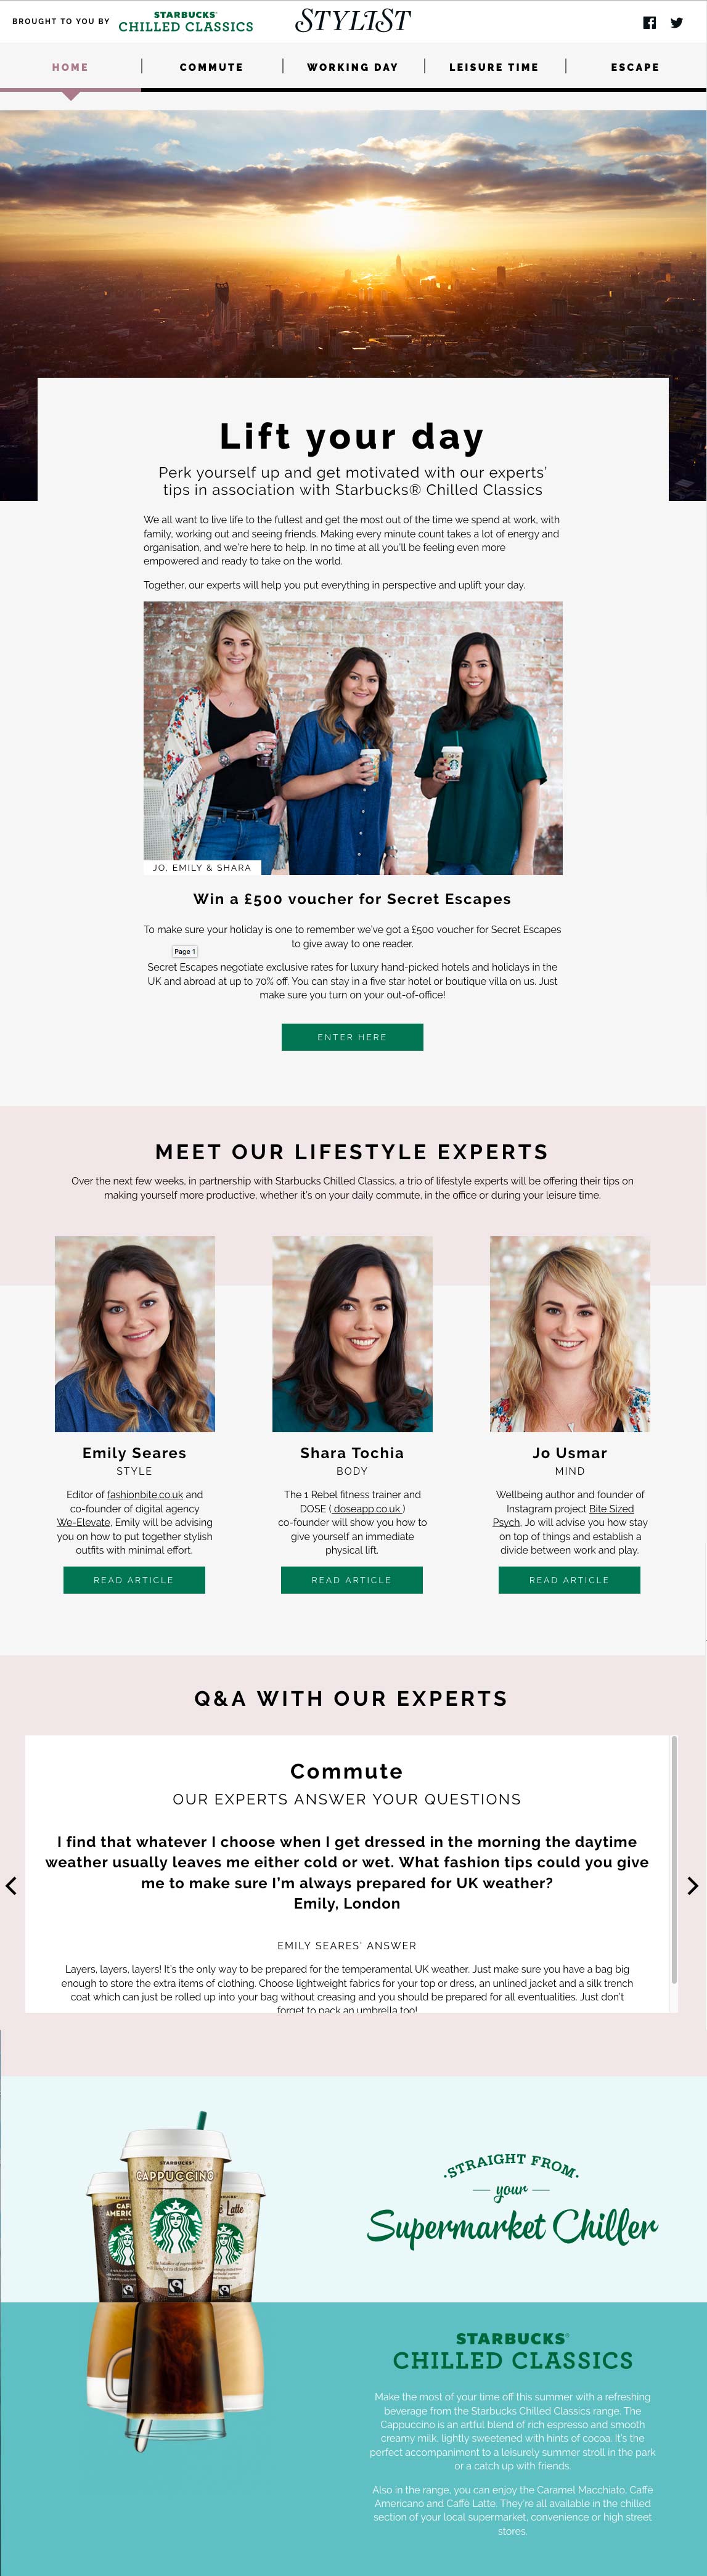 BROUGHT TO YOU BY
STARBUCKS®
CHILLED CLASSICS
STYLIST
HOME
COMMUTE
WORKING DAY
LEISURE TIME
ESCAPE
Lift your day
Perk yourself up and get motivated with our experts'
tips in association with Starbucks® Chilled Classics
We all want to live life to the fullest and get the most out of the time we spend at work, with
family, working out and seeing friends. Making every minute count takes a lot of energy and
organisation, and we're here to help. In no time at all you'll be feeling even more
empowered and ready to take on the world.
Together, our experts will help you put everything in perspective and uplift your day.
JO, EMILY & SHARA
Win a £500 voucher for Secret Escapes
To make sure your holiday is one to remember we've got a £500 voucher for Secret Escapes
to give away to one reader.
Page 1
Secret Escapes negotiate exclusive rates for luxury hand-picked hotels and holidays in the
UK and abroad at up to 70% off. You can stay in a five star hotel or boutique villa on us. Just
make sure you turn on your out-of-office!
ENTER HERE
MEET OUR LIFESTYLE EXPERTS
Over the next few weeks, in partnership with Starbucks Chilled Classics, a trio of lifestyle experts will be offering their tips on
making yourself more productive, whether it's on your daily commute, in the office or during your leisure time.
Emily Seares
STYLE
Editor of fashionbite.co.uk and
co-founder of digital agency
We-Elevate, Emily will be advising
you on how to put together stylish
outfits with minimal effort.
READ ARTICLE
Shara Tochia
BODY
The 1 Rebel fitness trainer and
DOSE ( doseapp.co.uk )
co-founder will show you how to
give yourself an immediate
physical lift.
READ ARTICLE
Jo Usmar
MIND
Wellbeing author and founder of
Instagram project Bite Sized
Psych, Jo will advise you how stay
on top of things and establish a
divide between work and play.
READ ARTICLE
Q&A WITH OUR EXPERTS
Commute
OUR EXPERTS ANSWER YOUR QUESTIONS
I find that whatever I choose when I get dressed in the morning the daytime
weather usually leaves me either cold or wet. What fashion tips could you give
me to make sure I'm always prepared for UK weather?
Emily, London
EMILY SEARES' ANSWER
Layers, layers, layers! It's the only way to be prepared for the temperamental UK weather. Just make sure you have a bag big
enough to store the extra items of clothing. Choose lightweight fabrics for your top or dress, an unlined jacket and a silk trench
coat which can just be rolled up into your bag without creasing and you should be prepared for all eventualities. Just don't
forget to pack an umbrella too!
STARBUCKS®
CAPPUCCINO
Latte
STRAIGHT FROM
your
Supermarket Chiller
STARBUCKS®
CHILLED CLASSICS
Make the most of your time off this summer with a refreshing
beverage from the Starbucks Chilled Classics range. The
Cappuccino is an artful blend of rich espresso and smooth
creamy milk, lightly sweetened with hints of cocoa. It's the
perfect accompaniment to a leisurely summer stroll in the park
or a catch up with friends.
Also in the range, you can enjoy the Caramel Macchiato, Caffè
Americano and Caffè Latte. They're all available in the chilled
section of your local supermarket, convenience or high street
stores.